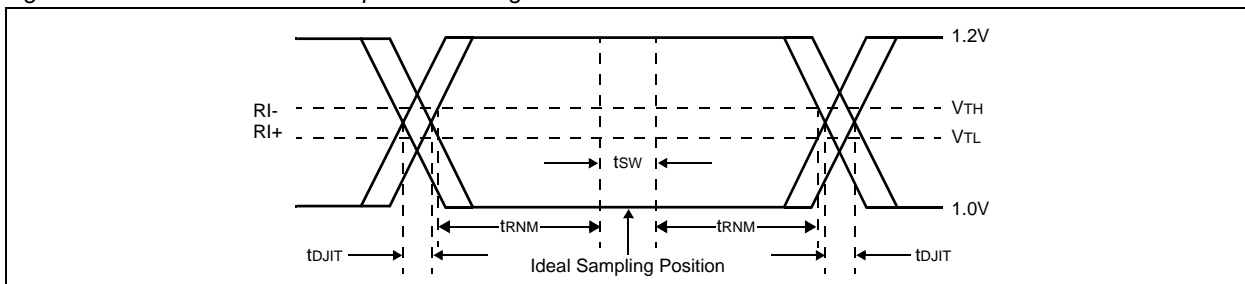 1.2V
RI-
VTH
RI+
VTL
tSW
1.0V
tRNM
tRNM
tDJIT
tDJIT
Ideal Sampling Position